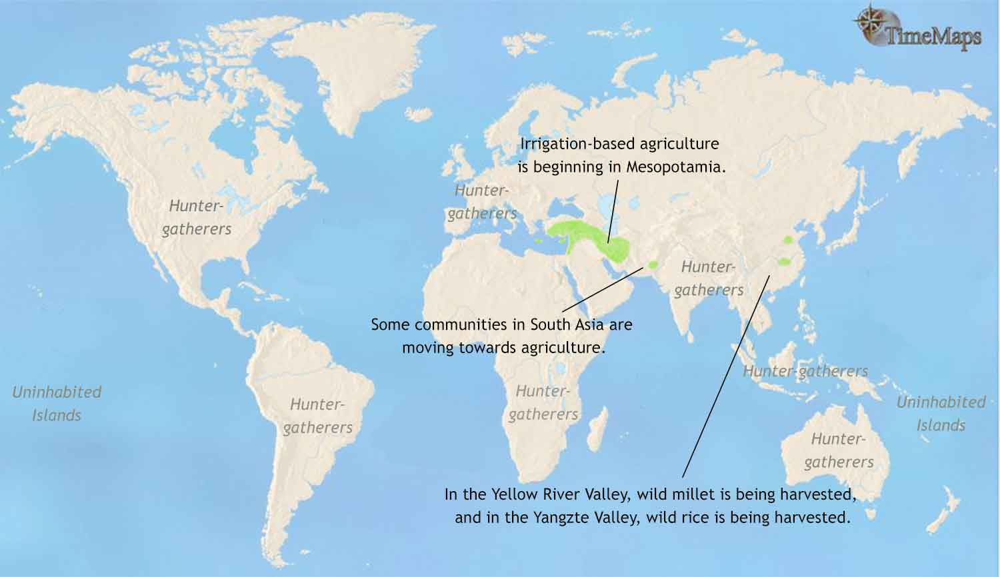 TimeMaps
Irrigation-based agriculture
is beginning in Mesopotamia.
Hunter-
gatherers
Hunter-
gatherers
Hunter-
gatherers
Some communities in South Asia are
moving towards agriculture.
Hunter-gatherers
Uninhabited
Islands
Hunter-
gatherers
Hunter-
gatherers
Uninhabited
Islands
Hunter-
gatherers
In the Yellow River Valley, wild millet is being harvested,
and in the Yangzte Valley, wild rice is being harvested.